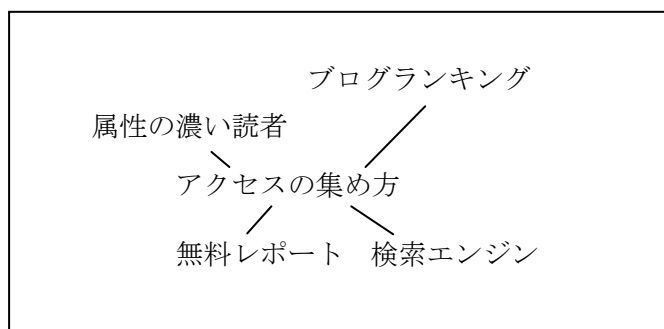 ブログランキング
属性の濃い読者
アクセスの集め方
無料レポート 検索エンジン